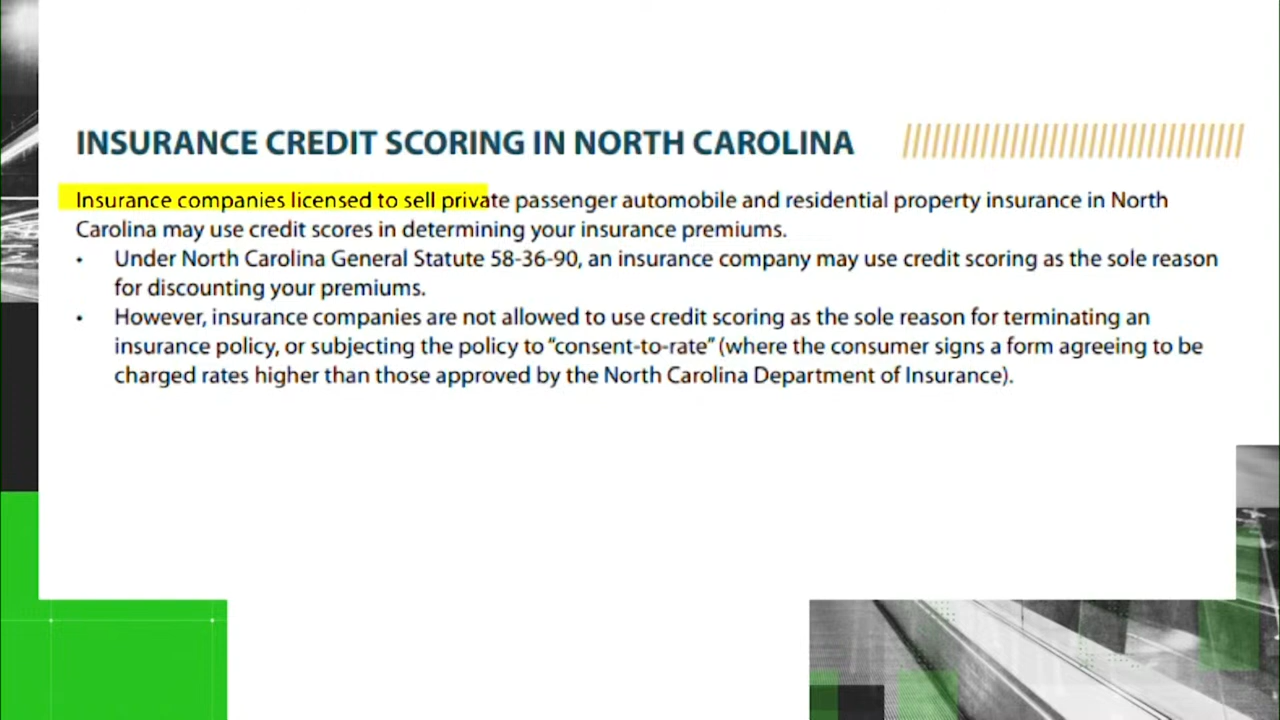 INSURANCE CREDIT SCORING IN NORTH CAROLINA
Insurance companies licensed to sell private passenger automobile and residential property insurance in North
Carolina may use credit scores in determining your insurance premiums.
• Under North Carolina General Statute 58-36-90, an insurance company may use credit scoring as the sole reason
for discounting your premiums.
• However, insurance companies are not allowed to use credit scoring as the sole reason for terminating an
insurance policy, or subjecting the policy to “consent-to-rate” (where the consumer signs a form agreeing to be
charged rates higher than those approved by the North Carolina Department of Insurance).